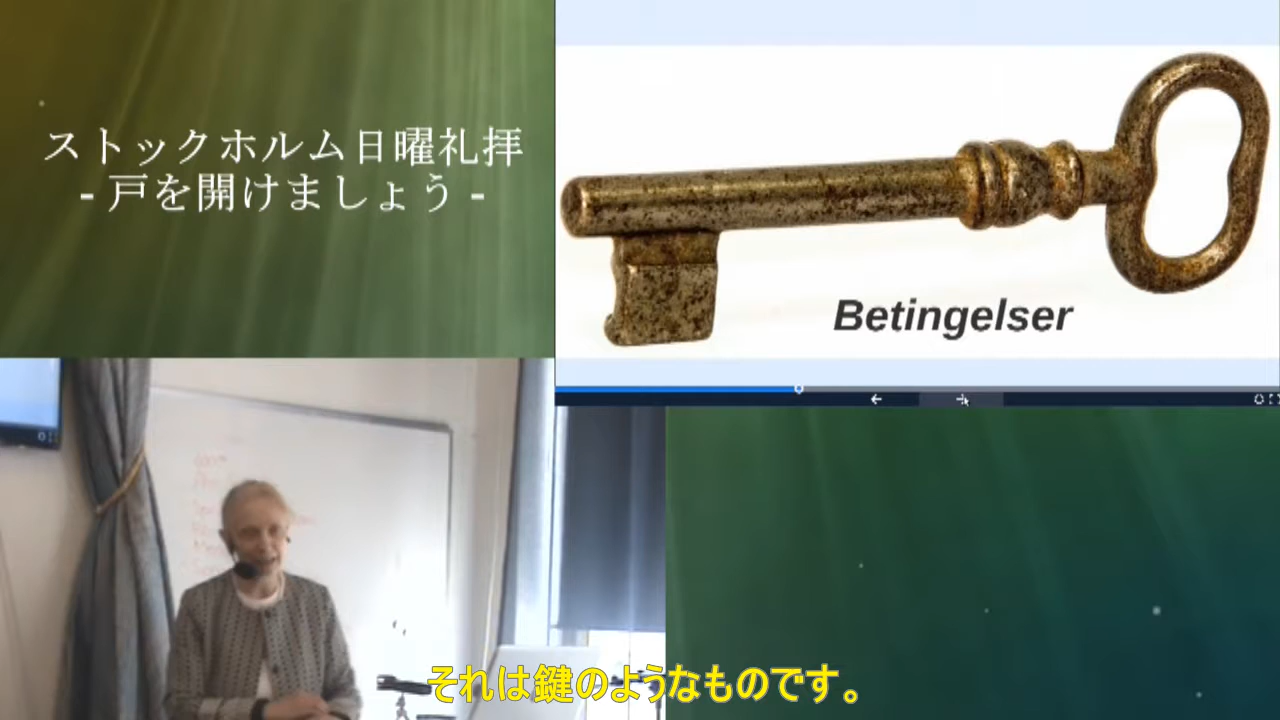 ストックホルム日曜礼拝
- 戸を開けましょう -
Betingelser
それは鍵のようなものです。